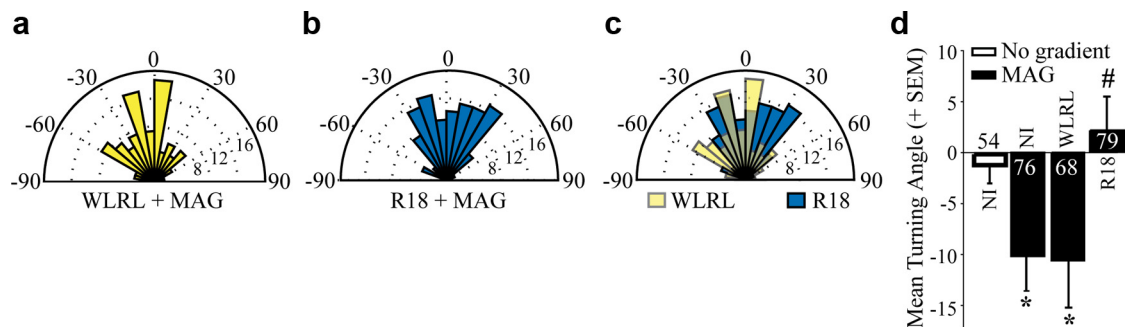 a
-90
-60
-30
0
30
60
90
8
12
16
WLRL + MAG
b
-90
-60
-30
0
30
60
90
8
12
16
R18 + MAG
c
-90
-60
-30
0
30
60
90
8
12
16
WLRL
R18
d
Mean Turning Angle (+ SEM)
10
5
0
-5
-10
-15
No gradient
MAG
54
NI
NI
76
WLRL
68
#
79
R18
*
*